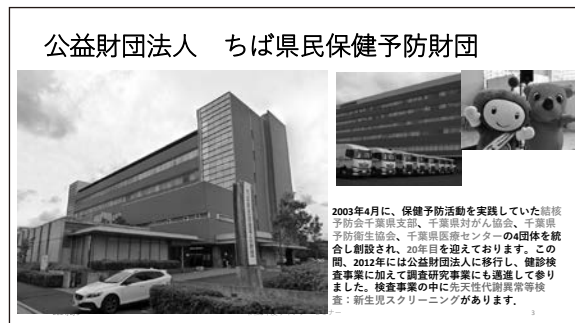 公益財団法人　ちば県民保健予防財団
2003年4月に、保健予防活動を実践していた結核
予防会千葉県支部、千葉県対がん協会、千葉県
予防衛生協会、千葉県医療センターの4団体を統
合し創設され、20年目を迎えております。この
間、2012年には公益財団法人に移行し、健診検
査事業に加えて調査研究事業にも邁進して参り
ました。検査事業の中に先天性代謝異常等検
査：新生児スクリーニングがあります．
3